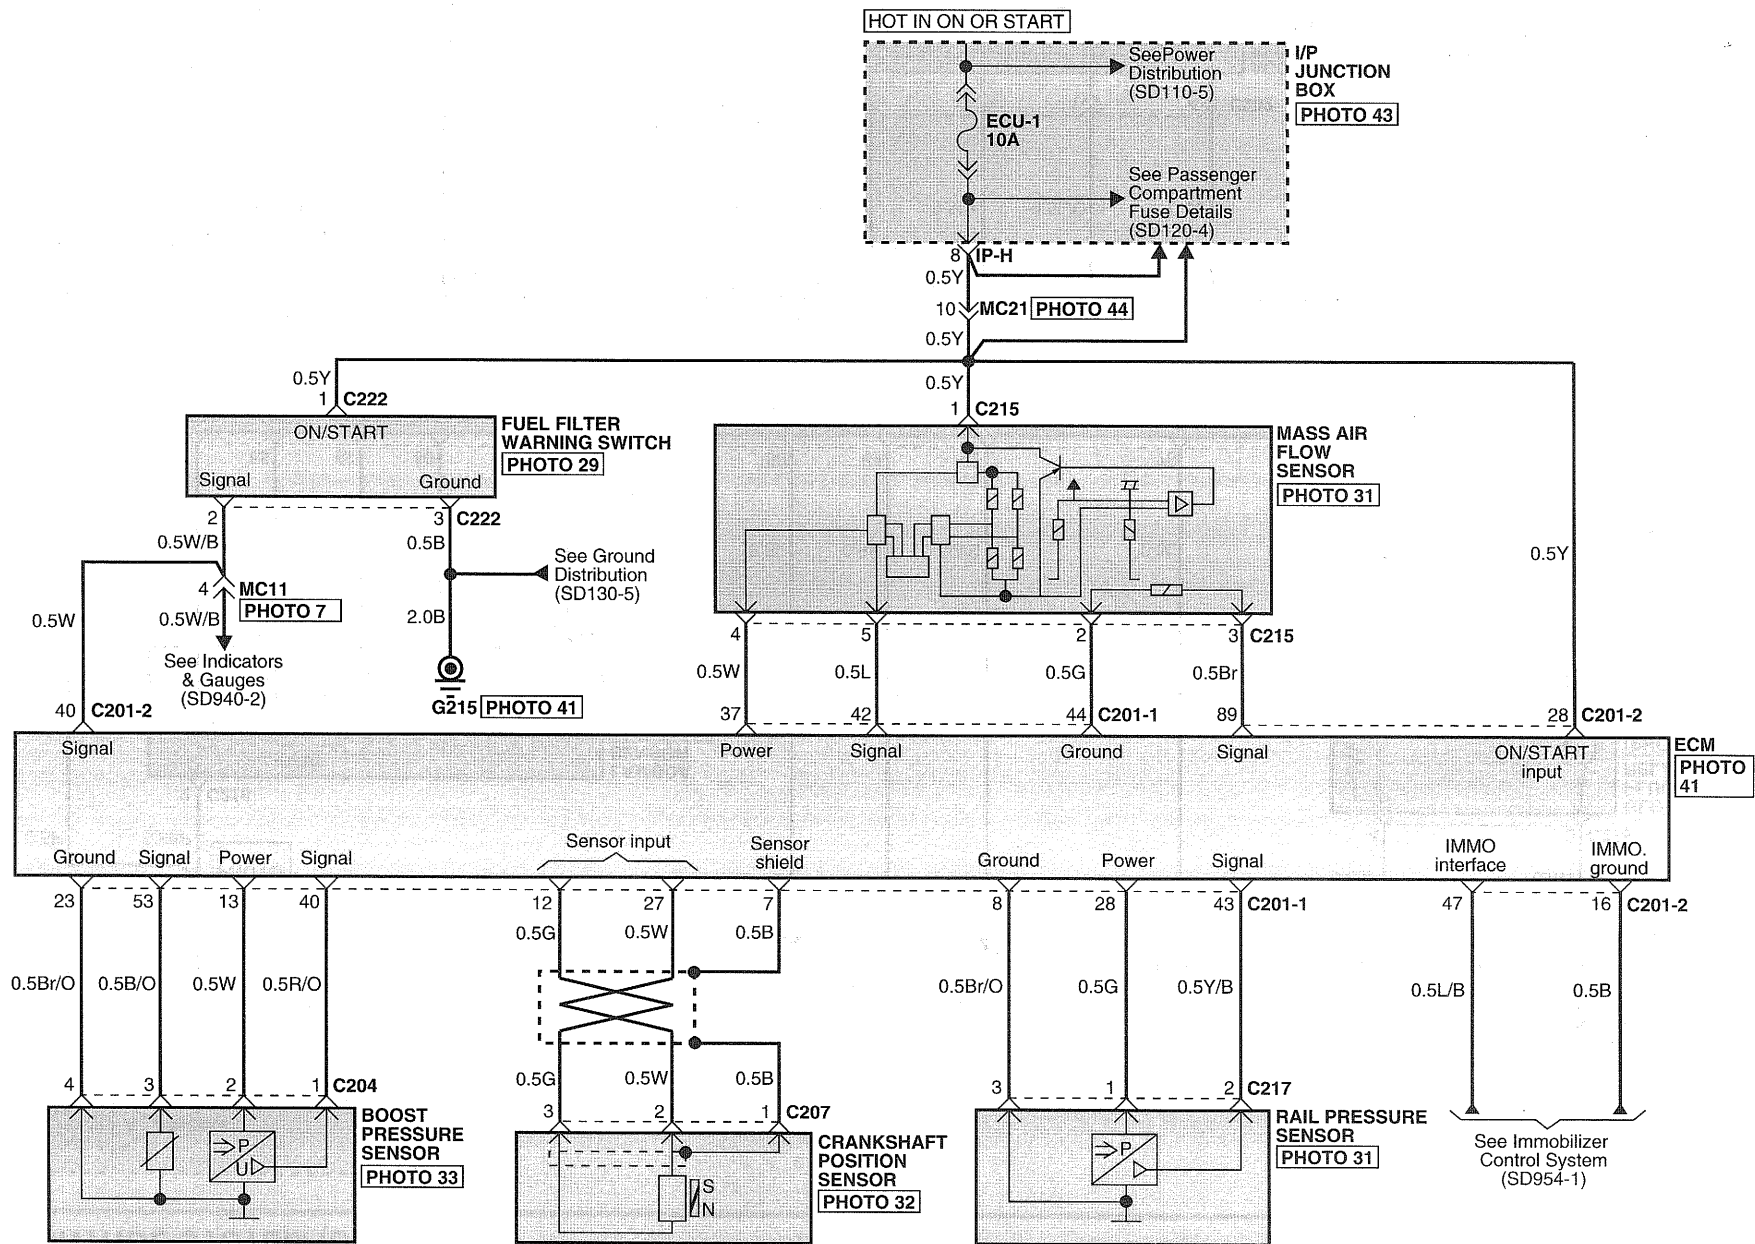 HOT IN ON OR START
SeePower
Distribution
(SD110-5)
I/P
JUNCTION
BOX
PHOTO 43
ECU-1
10A
See Passenger
Compartment
Fuse Details
(SD120-4)
8 IP-H
0.5Y
10 MC21 PHOTO 44
0.5Y
0.5Y
1 C222
0.5Y
1 C215
0.5Y
ON/START
Signal
Ground
FUEL FILTER
WARNING SWITCH
PHOTO 29
2
3 C222
0.5W/B
0.5B
4 MC11
PHOTO 7
0.5W
0.5W/B
See Indicators
& Gauges
(SD940-2)
See Ground
Distribution
(SD130-5)
2.0B
G215 PHOTO 41
MASS AIR
FLOW
SENSOR
PHOTO 31
4 5 2 3 C215
0.5W 0.5L 0.5G 0.5Br
40 C201-2
37 42 44 C201-1 89 28 C201-2
Signal
Power Signal Ground Signal ON/START
input
ECM
PHOTO
41
Ground Signal Power Signal
Sensor input
Sensor
shield
Ground Power Signal
IMMO
interface
IMMO.
ground
23 53 13 40 12 27 7 8 28 43 C201-1 47 16 C201-2
0.5G 0.5W 0.5B
0.5Br/O 0.5B/O 0.5W 0.5R/O
0.5Br/O 0.5G 0.5Y/B 0.5L/B 0.5B
0.5G 0.5W 0.5B
4 3 2 1 C204
3 2 1 C207
3 1 2 C217
P
U
BOOST
PRESSURE
SENSOR
PHOTO 33
S
N
CRANKSHAFT
POSITION
SENSOR
PHOTO 32
P
RAIL PRESSURE
SENSOR
PHOTO 31
See Immobilizer
Control System
(SD954-1)